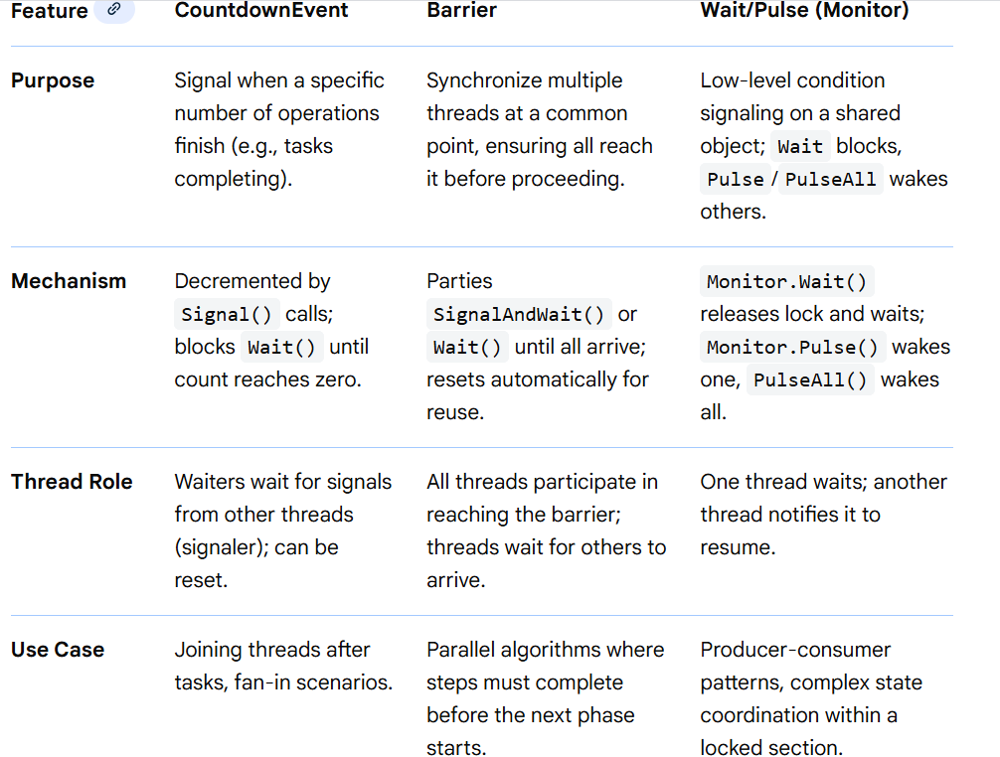 Feature CountdownEvent Barrier Wait/Pulse (Monitor)
Purpose
Signal when a specific
number of operations
finish (e.g., tasks
completing).
Synchronize multiple
threads at a common
point, ensuring all reach
it before proceeding.
Low-level condition
signaling on a shared
object; Wait blocks,
Pulse / PulseAll wakes
others.
Mechanism
Decremented by
Signal() calls;
blocks Wait() until
count reaches zero.
Parties
SignalAndWait() or
Wait() until all arrive;
resets automatically for
reuse.
Monitor.Wait()
releases lock and waits;
Monitor.Pulse() wakes
one, PulseAll() wakes
all.
Thread Role
Waiters wait for signals
from other threads
(signaler); can be
reset.
All threads participate in
reaching the barrier;
threads wait for others to
arrive.
One thread waits; another
thread notifies it to
resume.
Use Case
Joining threads after
tasks, fan-in scenarios.
Parallel algorithms where
steps must complete
before the next phase
starts.
Producer-consumer
patterns, complex state
coordination within a
locked section.